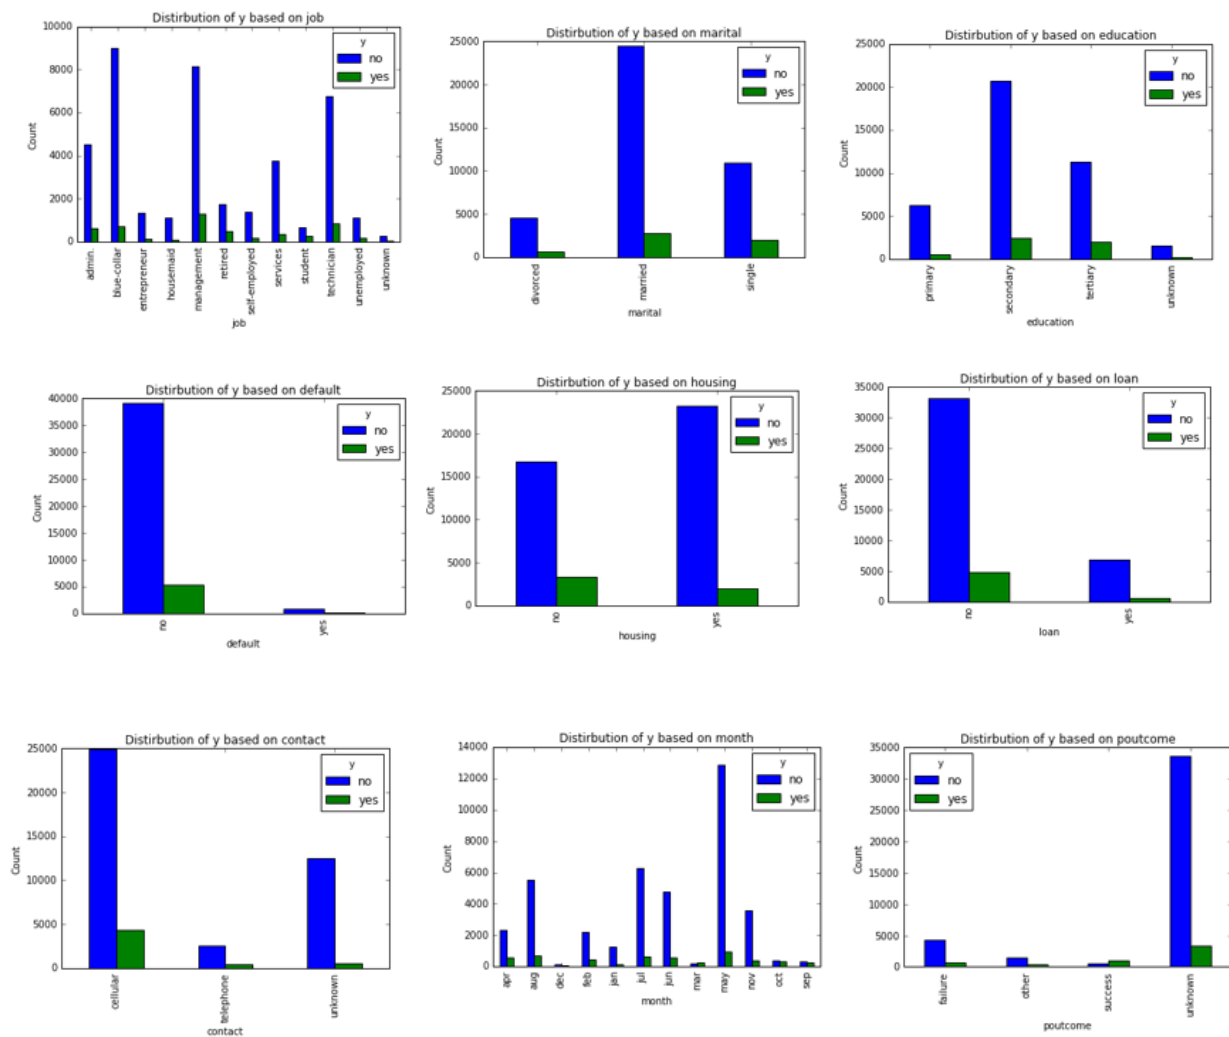 Distirbution of y based on job
10000
8000
6000
4000
2000
0
Count
y
no
yes
admin.
blue-collar
entrepreneur
housemaid
management
retired
self-employed
services
student
technician
unemployed
unknown
job
Distirbution of y based on marital
25000
20000
15000
10000
5000
0
Count
y
no
yes
divorced
married
single
marital
Distirbution of y based on education
25000
20000
15000
10000
5000
0
Count
y
no
yes
primary
secondary
tertiary
unknown
education
Distirbution of y based on default
40000
35000
30000
25000
20000
15000
10000
5000
0
Count
y
no
yes
no
yes
default
Distirbution of y based on housing
25000
20000
15000
10000
5000
0
Count
y
no
yes
no
yes
housing
Distirbution of y based on loan
35000
30000
25000
20000
15000
10000
5000
0
Count
y
no
yes
no
yes
loan
Distirbution of y based on contact
25000
20000
15000
10000
5000
0
Count
y
no
yes
cellular
telephone
unknown
contact
Distirbution of y based on month
14000
12000
10000
8000
6000
4000
2000
0
Count
y
no
yes
apr
aug
dec
feb
jan
jul
jun
mar
may
nov
oct
sep
month
Distirbution of y based on poutcome
35000
30000
25000
20000
15000
10000
5000
0
Count
y
no
yes
failure
other
success
unknown
poutcome